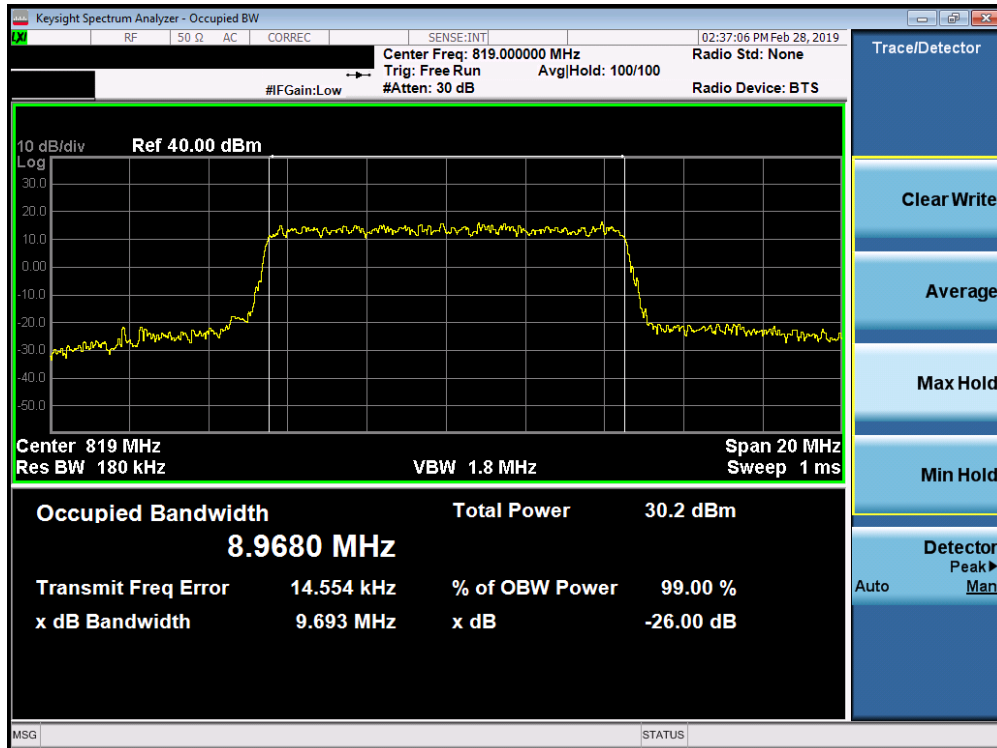 Keysight Spectrum Analyzer - Occupied BW
LXI RF 50 Ω AC CORREC SENSE:INT 02:37:06 PM Feb 28, 2019
Center Freq: 819.000000 MHz Radio Std: None
Trig: Free Run Avg|Hold: 100/100
#IFGain:Low #Atten: 30 dB Radio Device: BTS
10 dB/div Ref 40.00 dBm
Log
30.0
20.0
10.0
0.00
-10.0
-20.0
-30.0
-40.0
-50.0
Center 819 MHz Span 20 MHz
Res BW 180 kHz VBW 1.8 MHz Sweep 1 ms
Occupied Bandwidth Total Power 30.2 dBm
8.9680 MHz
Transmit Freq Error 14.554 kHz % of OBW Power 99.00 %
x dB Bandwidth 9.693 MHz x dB -26.00 dB
MSG STATUS
Trace/Detector
Clear Write
Average
Max Hold
Min Hold
Detector
Peak
Auto Man